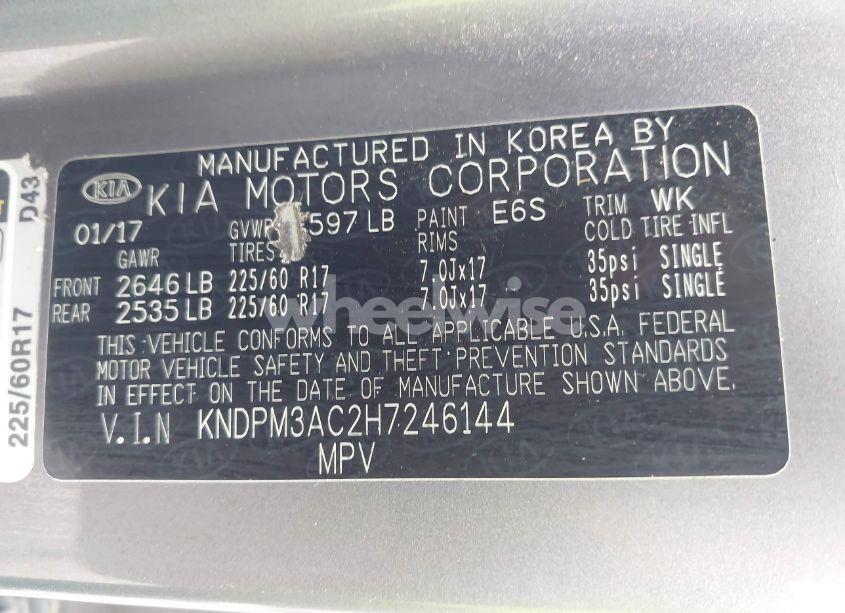 MANUFACTURED IN KOREA BY
KIA KIA MOTORS CORPORATION
01/17 GVWR 597 LB PAINT E6S TRIM WK
GAWR TIRES RIMS COLD TIRE INFL
FRONT 2646 LB 225/60 R17 7.0Jx17 35psi SINGLE
REAR 2535 LB 225/60 R17 7.0Jx17 35psi SINGLE
wheelwise
THIS VEHICLE CONFORMS TO ALL APPLICABLE U.S.A. FEDERAL
MOTOR VEHICLE SAFETY AND THEFT PREVENTION STANDARDS
IN EFFECT ON THE DATE OF MANUFACTURE SHOWN ABOVE.
V.I.N KNDPM3AC2H7246144
MPV
225/60R17 D43